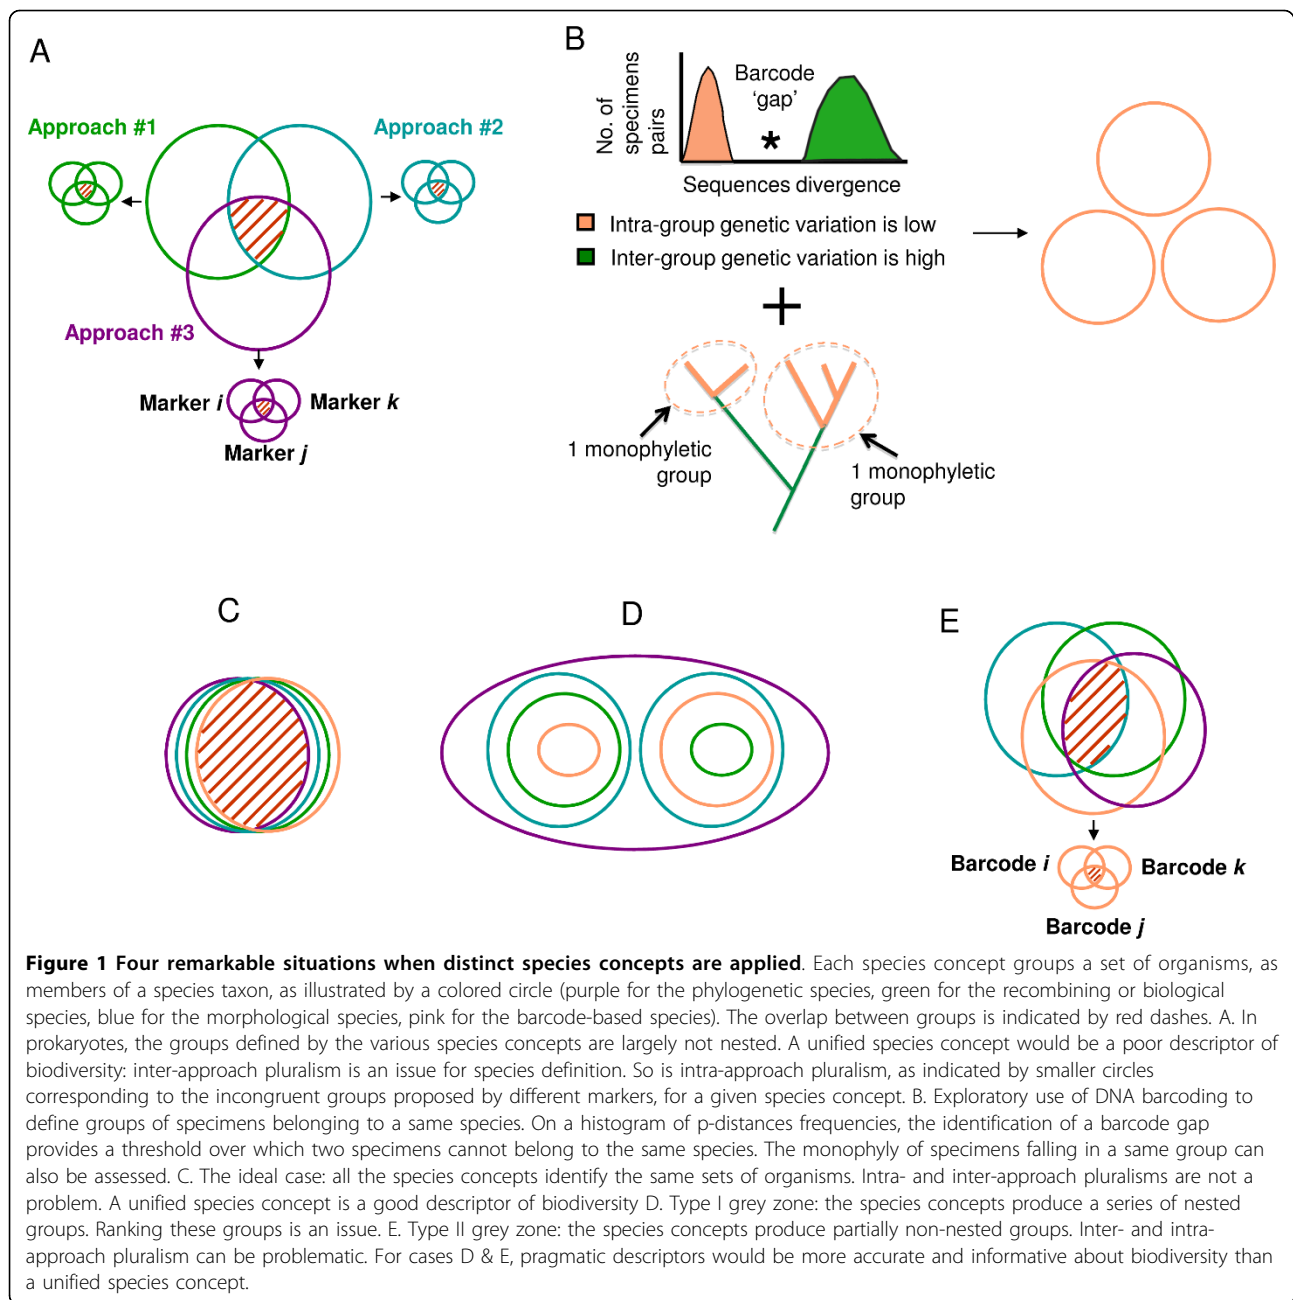 A
Approach #1
Approach #2
Approach #3
Marker i
Marker k
Marker j
B
No. of
specimens
pairs
Barcode
'gap'
*
Sequences divergence
Intra-group genetic variation is low
Inter-group genetic variation is high
+
1 monophyletic
group
1 monophyletic
group
C
D
E
Barcode i
Barcode k
Barcode j
Figure 1 Four remarkable situations when distinct species concepts are applied. Each species concept groups a set of organisms, as
members of a species taxon, as illustrated by a colored circle (purple for the phylogenetic species, green for the recombining or biological
species, blue for the morphological species, pink for the barcode-based species). The overlap between groups is indicated by red dashes. A. In
prokaryotes, the groups defined by the various species concepts are largely not nested. A unified species concept would be a poor descriptor of
biodiversity: inter-approach pluralism is an issue for species definition. So is intra-approach pluralism, as indicated by smaller circles
corresponding to the incongruent groups proposed by different markers, for a given species concept. B. Exploratory use of DNA barcoding to
define groups of specimens belonging to a same species. On a histogram of p-distances frequencies, the identification of a barcode gap
provides a threshold over which two specimens cannot belong to the same species. The monophyly of specimens falling in a same group can
also be assessed. C. The ideal case: all the species concepts identify the same sets of organisms. Intra- and inter-approach pluralisms are not a
problem. A unified species concept is a good descriptor of biodiversity D. Type I grey zone: the species concepts produce a series of nested
groups. Ranking these groups is an issue. E. Type II grey zone: the species concepts produce partially non-nested groups. Inter- and intra-
approach pluralism can be problematic. For cases D & E, pragmatic descriptors would be more accurate and informative about biodiversity than
a unified species concept.